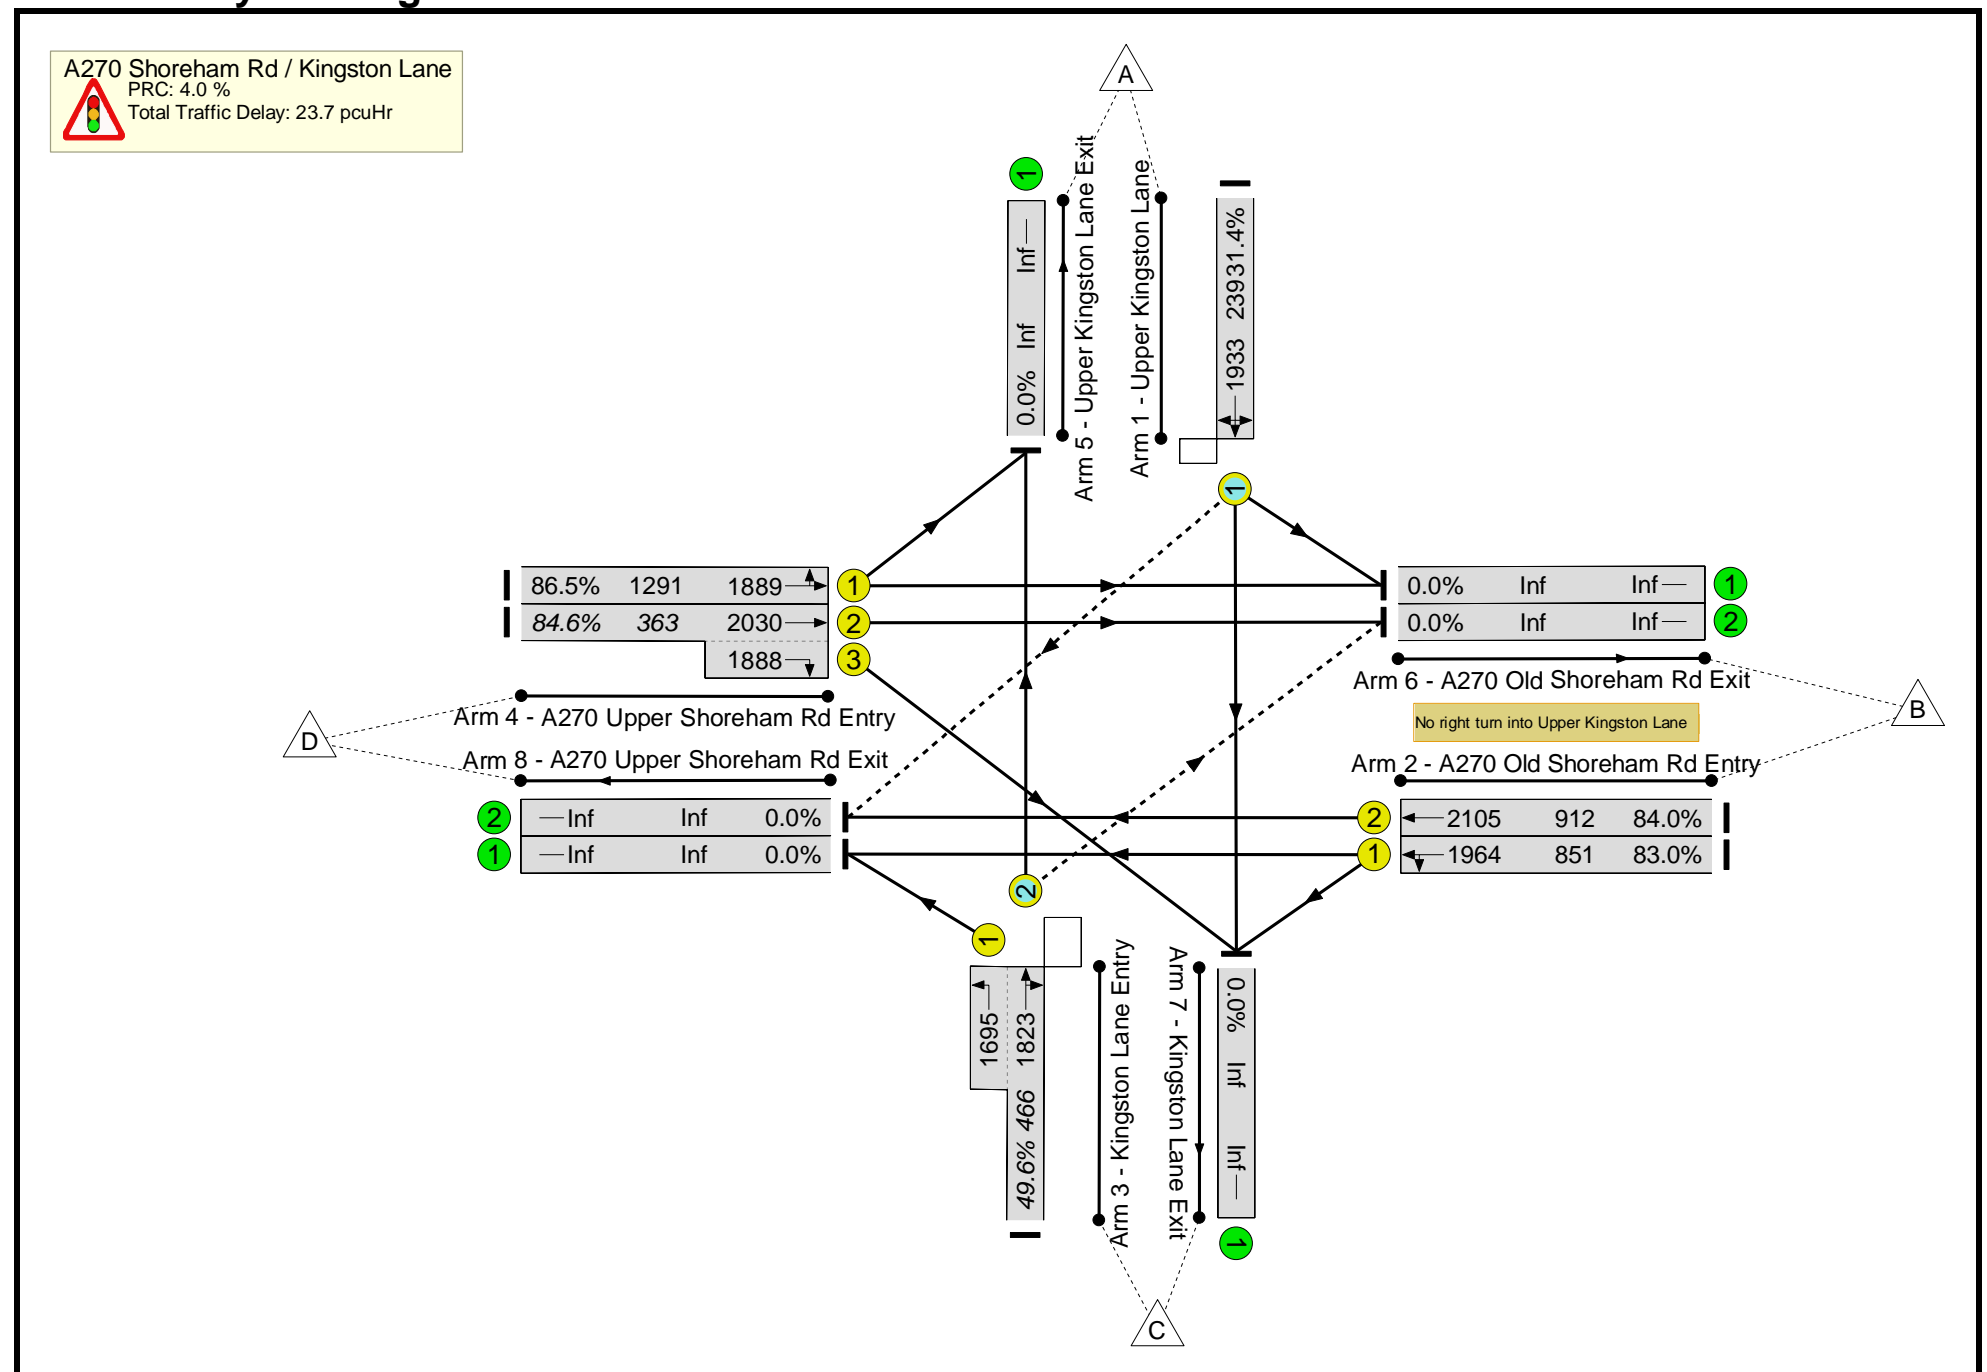 A270 Shoreham Rd / Kingston Lane
PRC: 4.0 %
Total Traffic Delay: 23.7 pcuHr
A
1
Inf
Inf
0.0%
Arm 5 - Upper Kingston Lane Exit
Arm 1 - Upper Kingston Lane
31.4%
239
1933
1
86.5% 1291 1889 1
84.6% 363 2030 2
1888 3
0.0% Inf Inf 1
0.0% Inf Inf 2
Arm 6 - A270 Old Shoreham Rd Exit
No right turn into Upper Kingston Lane
B
Arm 2 - A270 Old Shoreham Rd Entry
Arm 4 - A270 Upper Shoreham Rd Entry
D
Arm 8 - A270 Upper Shoreham Rd Exit
2 Inf Inf 0.0%
1 Inf Inf 0.0%
2 2105 912 84.0%
1 1964 851 83.0%
2
1
1695
1823
466
49.6%
Arm 3 - Kingston Lane Entry
Arm 7 - Kingston Lane Exit
0.0%
Inf
Inf
1
C